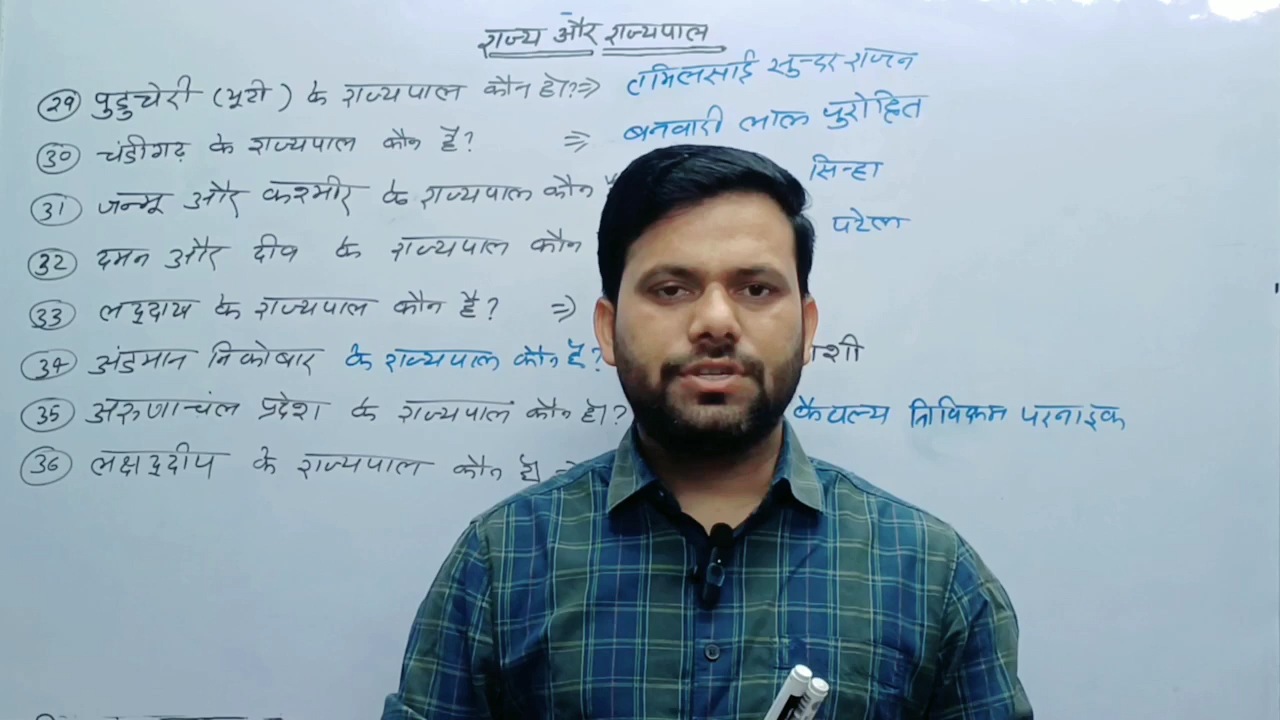 राज्य और राज्यपाल
29 पुदुचेरी (यूटी) के राज्यपाल कौन है? ⇒ तमिलसाई सुन्दर राजन
30 चंडीगढ़ के राज्यपाल कौन है? ⇒ बनवारी लाल पुरोहित
31 जम्मू और कश्मीर के राज्यपाल कौन सिन्हा
32 दमन और दीव के राज्यपाल कौन पटेल
33 लद्दाख के राज्यपाल कौन है? ⇒
34 अंडमान निकोबार के राज्यपाल कौन है? शी
35 अरुणाचंल प्रदेश के राज्यपाल कौन है? कैवल्य त्रिविक्रम परनाइक
36 लक्षद्दीप के राज्यपाल कौन है